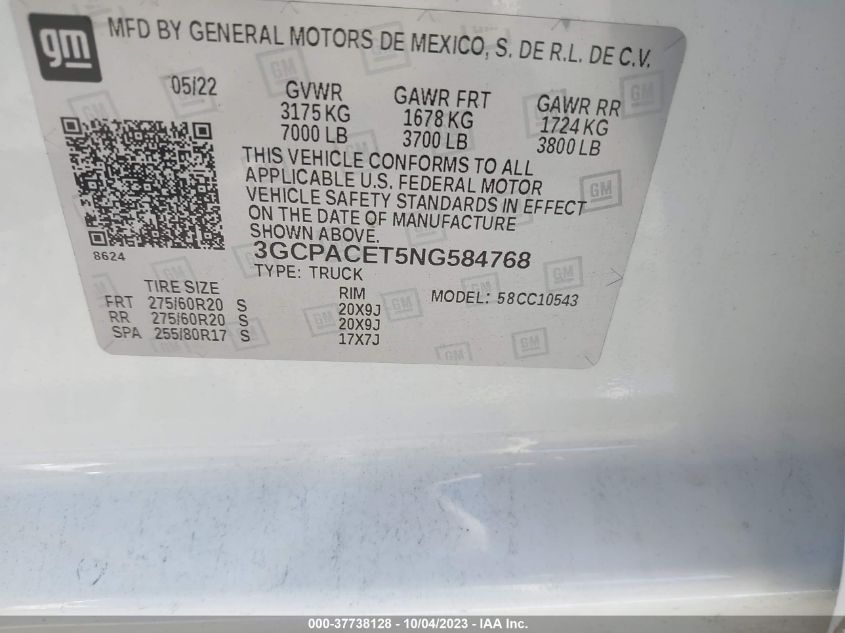 gm
MFD BY GENERAL MOTORS DE MEXICO, S. DE R.L. DE C.V.
05/22 GVWR GAWR FRT GAWR RR
3175 KG 1678 KG 1724 KG
7000 LB 3700 LB 3800 LB
THIS VEHICLE CONFORMS TO ALL
APPLICABLE U.S. FEDERAL MOTOR
VEHICLE SAFETY STANDARDS IN EFFECT
ON THE DATE OF MANUFACTURE
SHOWN ABOVE.
8624
3GCPACET5NG584768
TYPE: TRUCK
TIRE SIZE RIM MODEL: 58CC10543
FRT 275/60R20 S 20X9J
RR 275/60R20 S 20X9J
SPA 255/80R17 S 17X7J
000-37738128 - 10/04/2023 - IAA Inc.